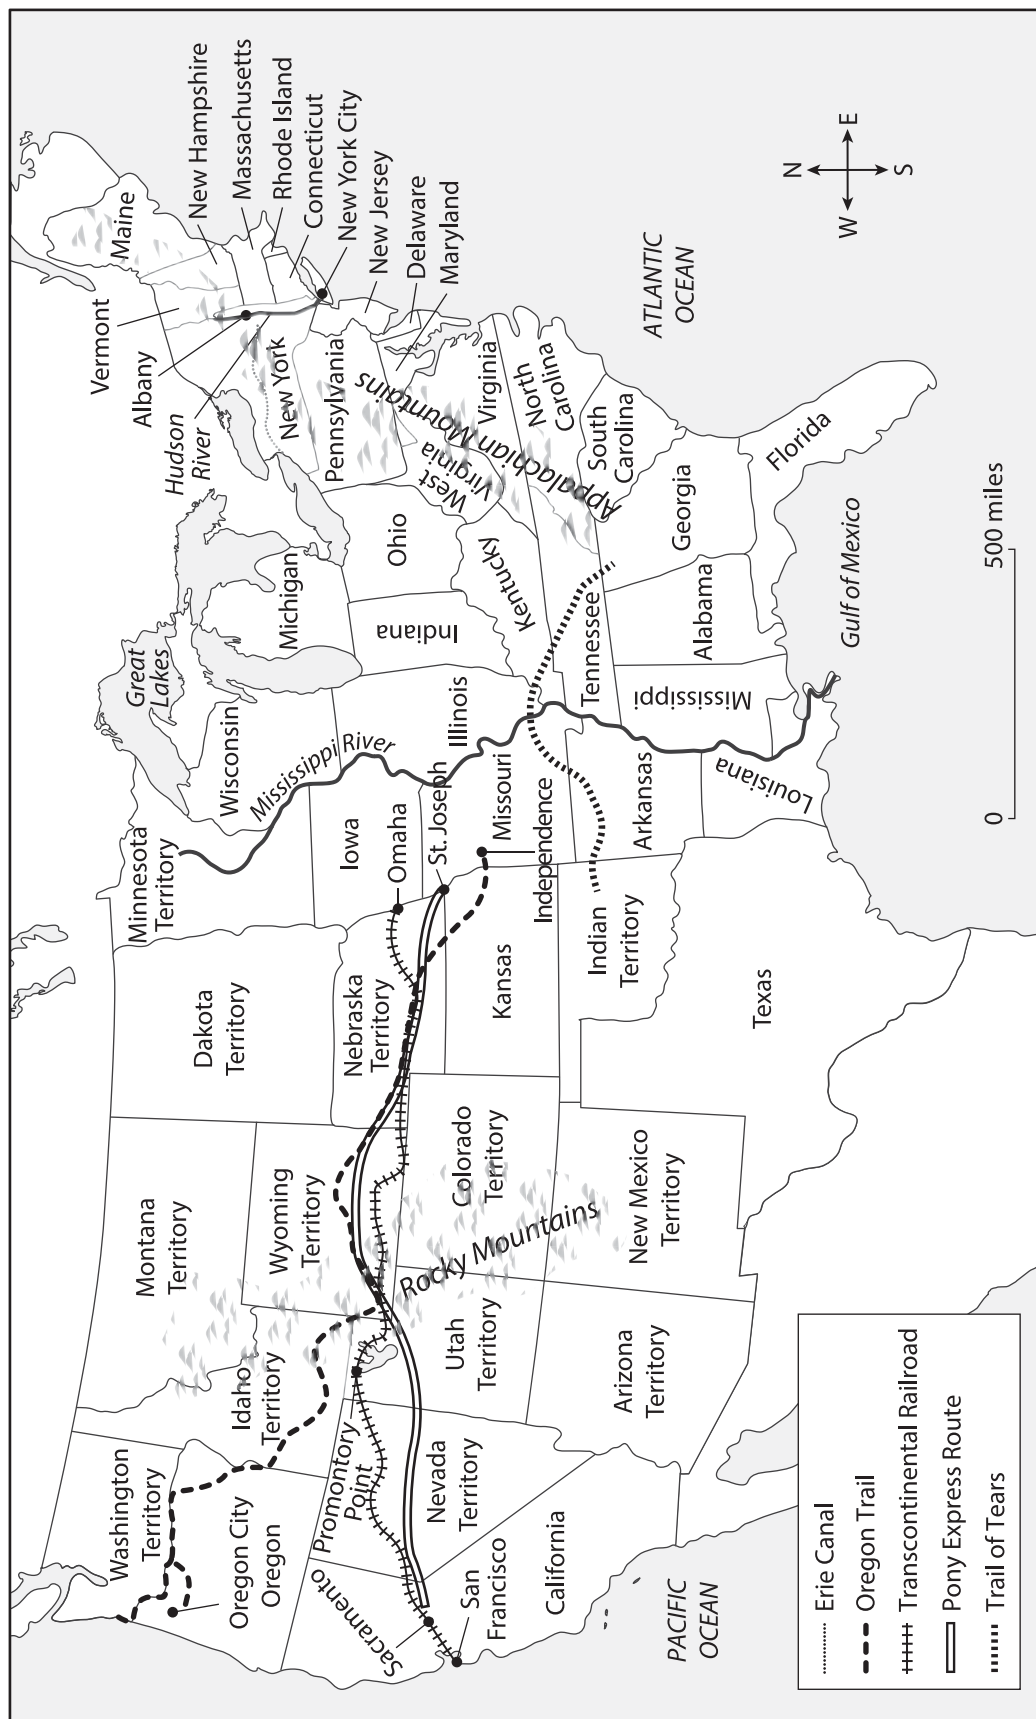 Washington
Territory
Oregon City
Oregon
Montana
Territory
Idaho
Territory
Wyoming
Territory
Dakota
Territory
Minnesota
Territory
Nebraska
Territory
Promontory
Point
Sacramento
San
Francisco
California
Nevada
Territory
Utah
Territory
Colorado
Territory
Rocky Mountains
Arizona
Territory
New Mexico
Territory
Kansas
Indian
Territory
Texas
Wisconsin
Mississippi River
Iowa
Omaha
St. Joseph
Missouri
Independence
Illinois
Great
Lakes
Michigan
Indiana
Ohio
Kentucky
Tennessee
Arkansas
Louisiana
Mississippi
Alabama
Georgia
Florida
South
Carolina
North
Carolina
Virginia
West
Virginia
Appalachian Mountains
Pennsylvania
New York
Hudson
River
Albany
Vermont
Maine
New Hampshire
Massachusetts
Rhode Island
Connecticut
New York City
New Jersey
Delaware
Maryland
ATLANTIC
OCEAN
Gulf of Mexico
PACIFIC
OCEAN
N
W
E
S
0
500 miles
Erie Canal
Oregon Trail
Transcontinental Railroad
Pony Express Route
Trail of Tears